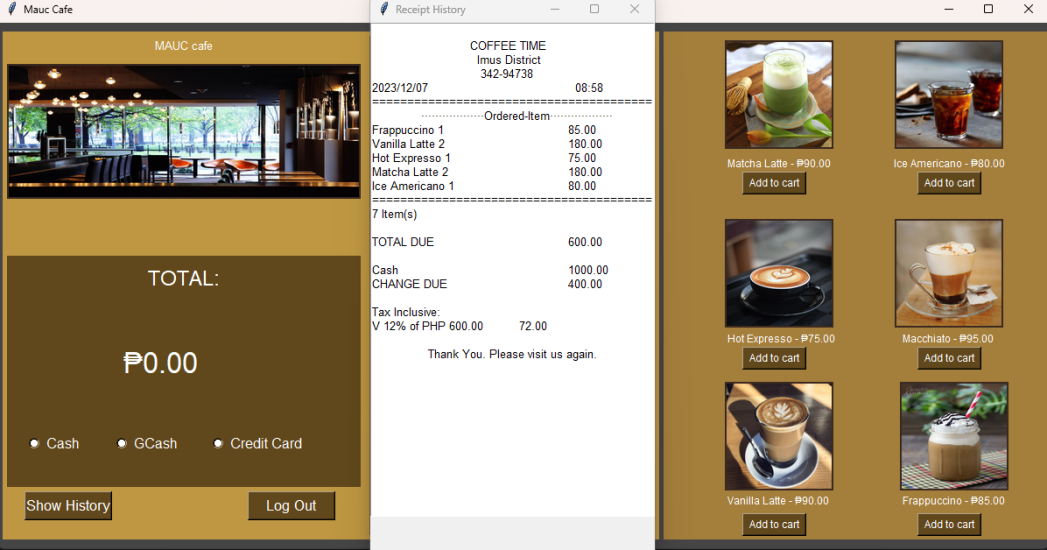 Mauc Cafe
MAUC cafe
TOTAL:
₱0.00
Cash GCash Credit Card
Show History Log Out
Receipt History
COFFEE TIME
Imus District
342-94738
2023/12/07 08:58
========================================
··················Ordered-Item··················
Frappuccino 1 85.00
Vanilla Latte 2 180.00
Hot Expresso 1 75.00
Matcha Latte 2 180.00
Ice Americano 1 80.00
========================================
7 Item(s)
TOTAL DUE 600.00
Cash 1000.00
CHANGE DUE 400.00
Tax Inclusive:
V 12% of PHP 600.00 72.00
Thank You. Please visit us again.
Matcha Latte - ₱90.00 Ice Americano - ₱80.00
Add to cart Add to cart
Hot Expresso - ₱75.00 Macchiato - ₱95.00
Add to cart Add to cart
Vanilla Latte - ₱90.00 Frappuccino - ₱85.00
Add to cart Add to cart